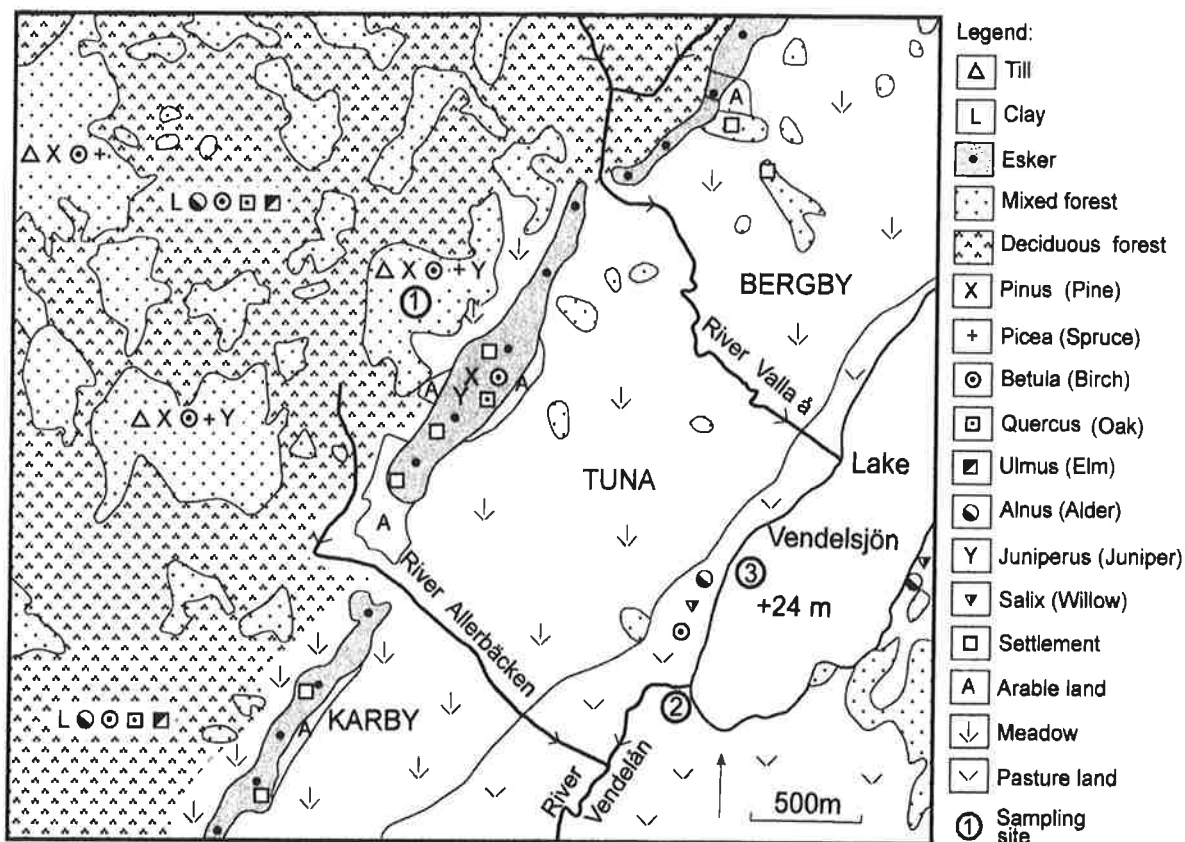 BERGBY
River Valla å
TUNA
Lake
Vendelsjön
+24 m
River Allerbäcken
KARBY
River Vendelån
500m
1
2
3
A
A
A
A
A
L
L
X
Y
X + Y
X +
X + Y
Legend:
Till
L Clay
Esker
Mixed forest
Deciduous forest
X Pinus (Pine)
+ Picea (Spruce)
Betula (Birch)
Quercus (Oak)
Ulmus (Elm)
Alnus (Alder)
Y Juniperus (Juniper)
Salix (Willow)
Settlement
A Arable land
Meadow
Pasture land
1 Sampling
site